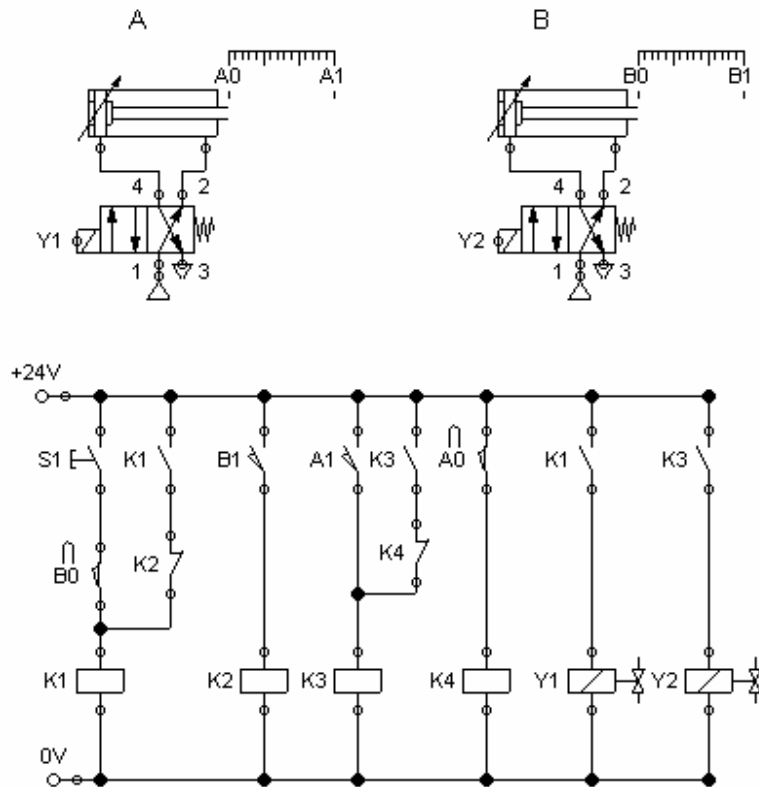 A B
A0 A1 B0 B1
4 2 4 2
Y1 Y2
1 3 1 3
+24V
S1 K1 B1 A1 K3 A0 K1 K3
B0 K2 K4
K1 K2 K3 K4 Y1 Y2
0V